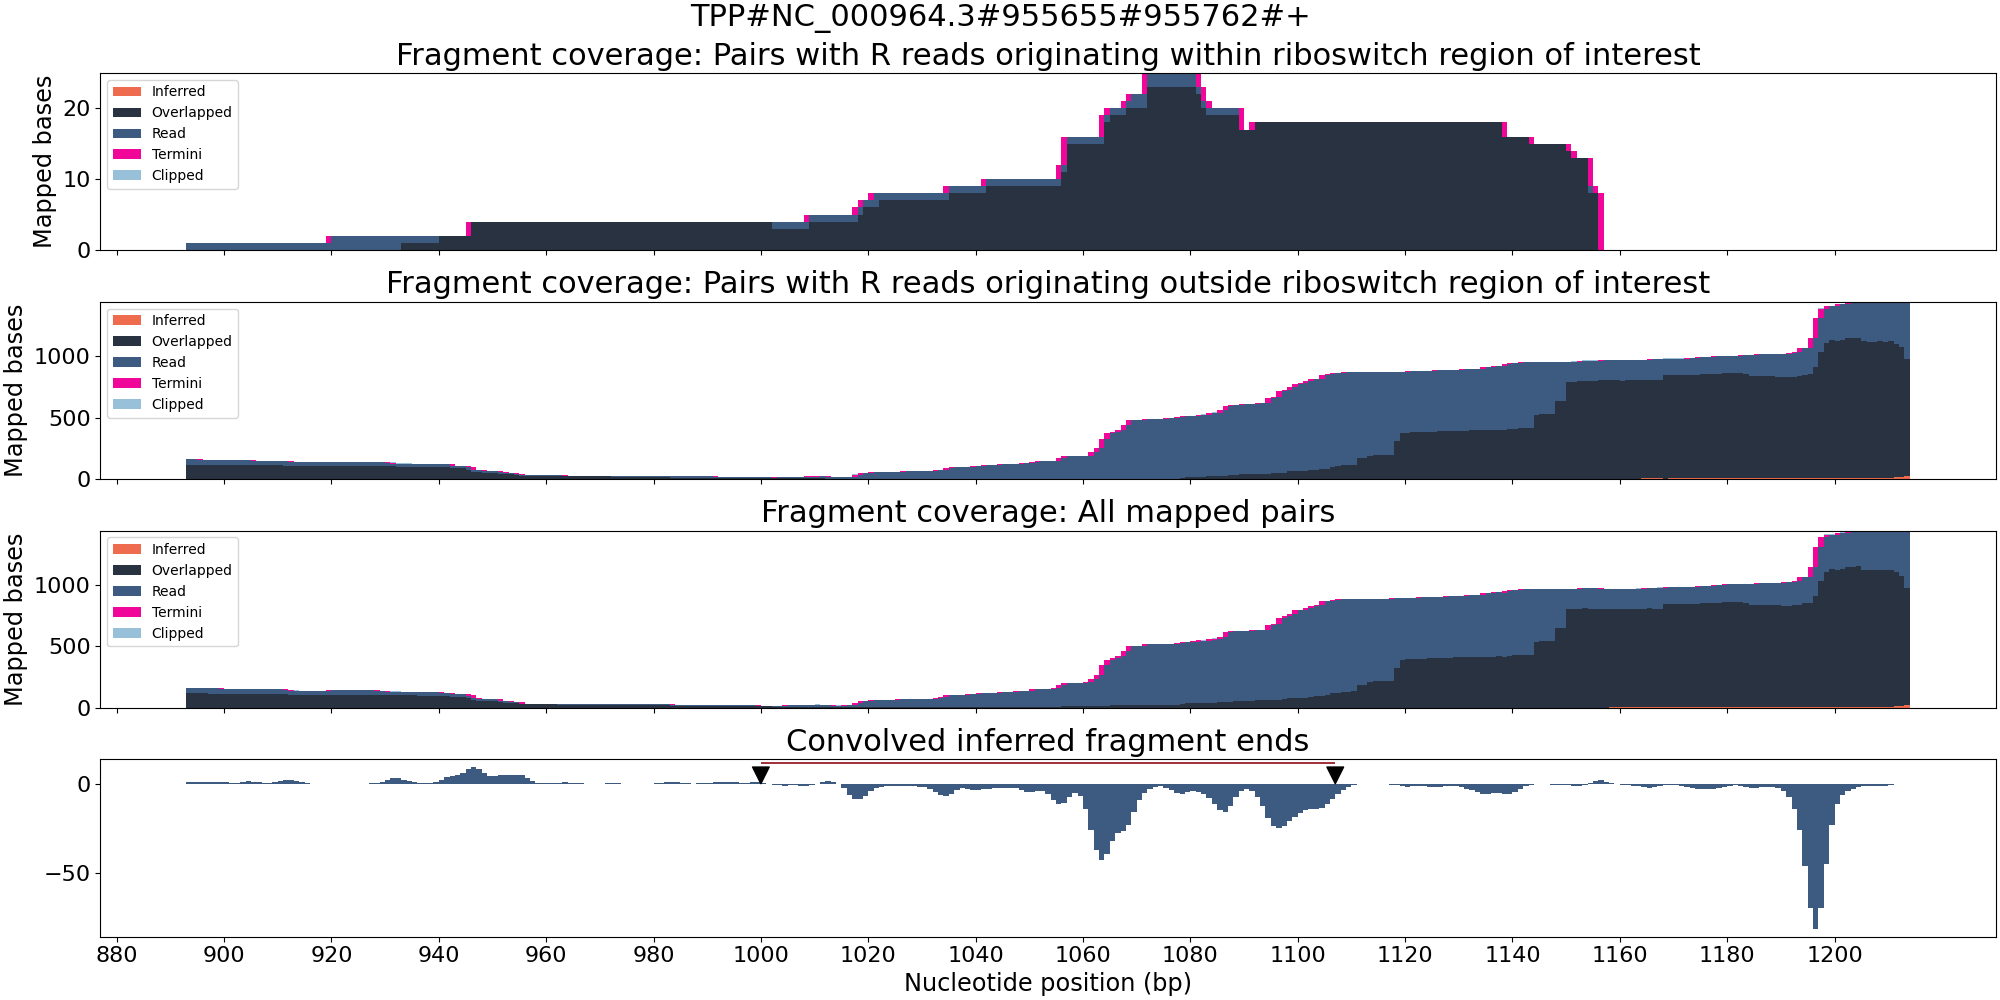 TPP#NC_000964.3#955655#955762#+
Fragment coverage: Pairs with R reads originating within riboswitch region of interest
Mapped bases
20
10
0
Inferred
Overlapped
Read
Termini
Clipped
Fragment coverage: Pairs with R reads originating outside riboswitch region of interest
Mapped bases
1000
500
0
Inferred
Overlapped
Read
Termini
Clipped
Fragment coverage: All mapped pairs
Mapped bases
1000
500
0
Inferred
Overlapped
Read
Termini
Clipped
Convolved inferred fragment ends
0
−50
880 900 920 940 960 980 1000 1020 1040 1060 1080 1100 1120 1140 1160 1180 1200
Nucleotide position (bp)